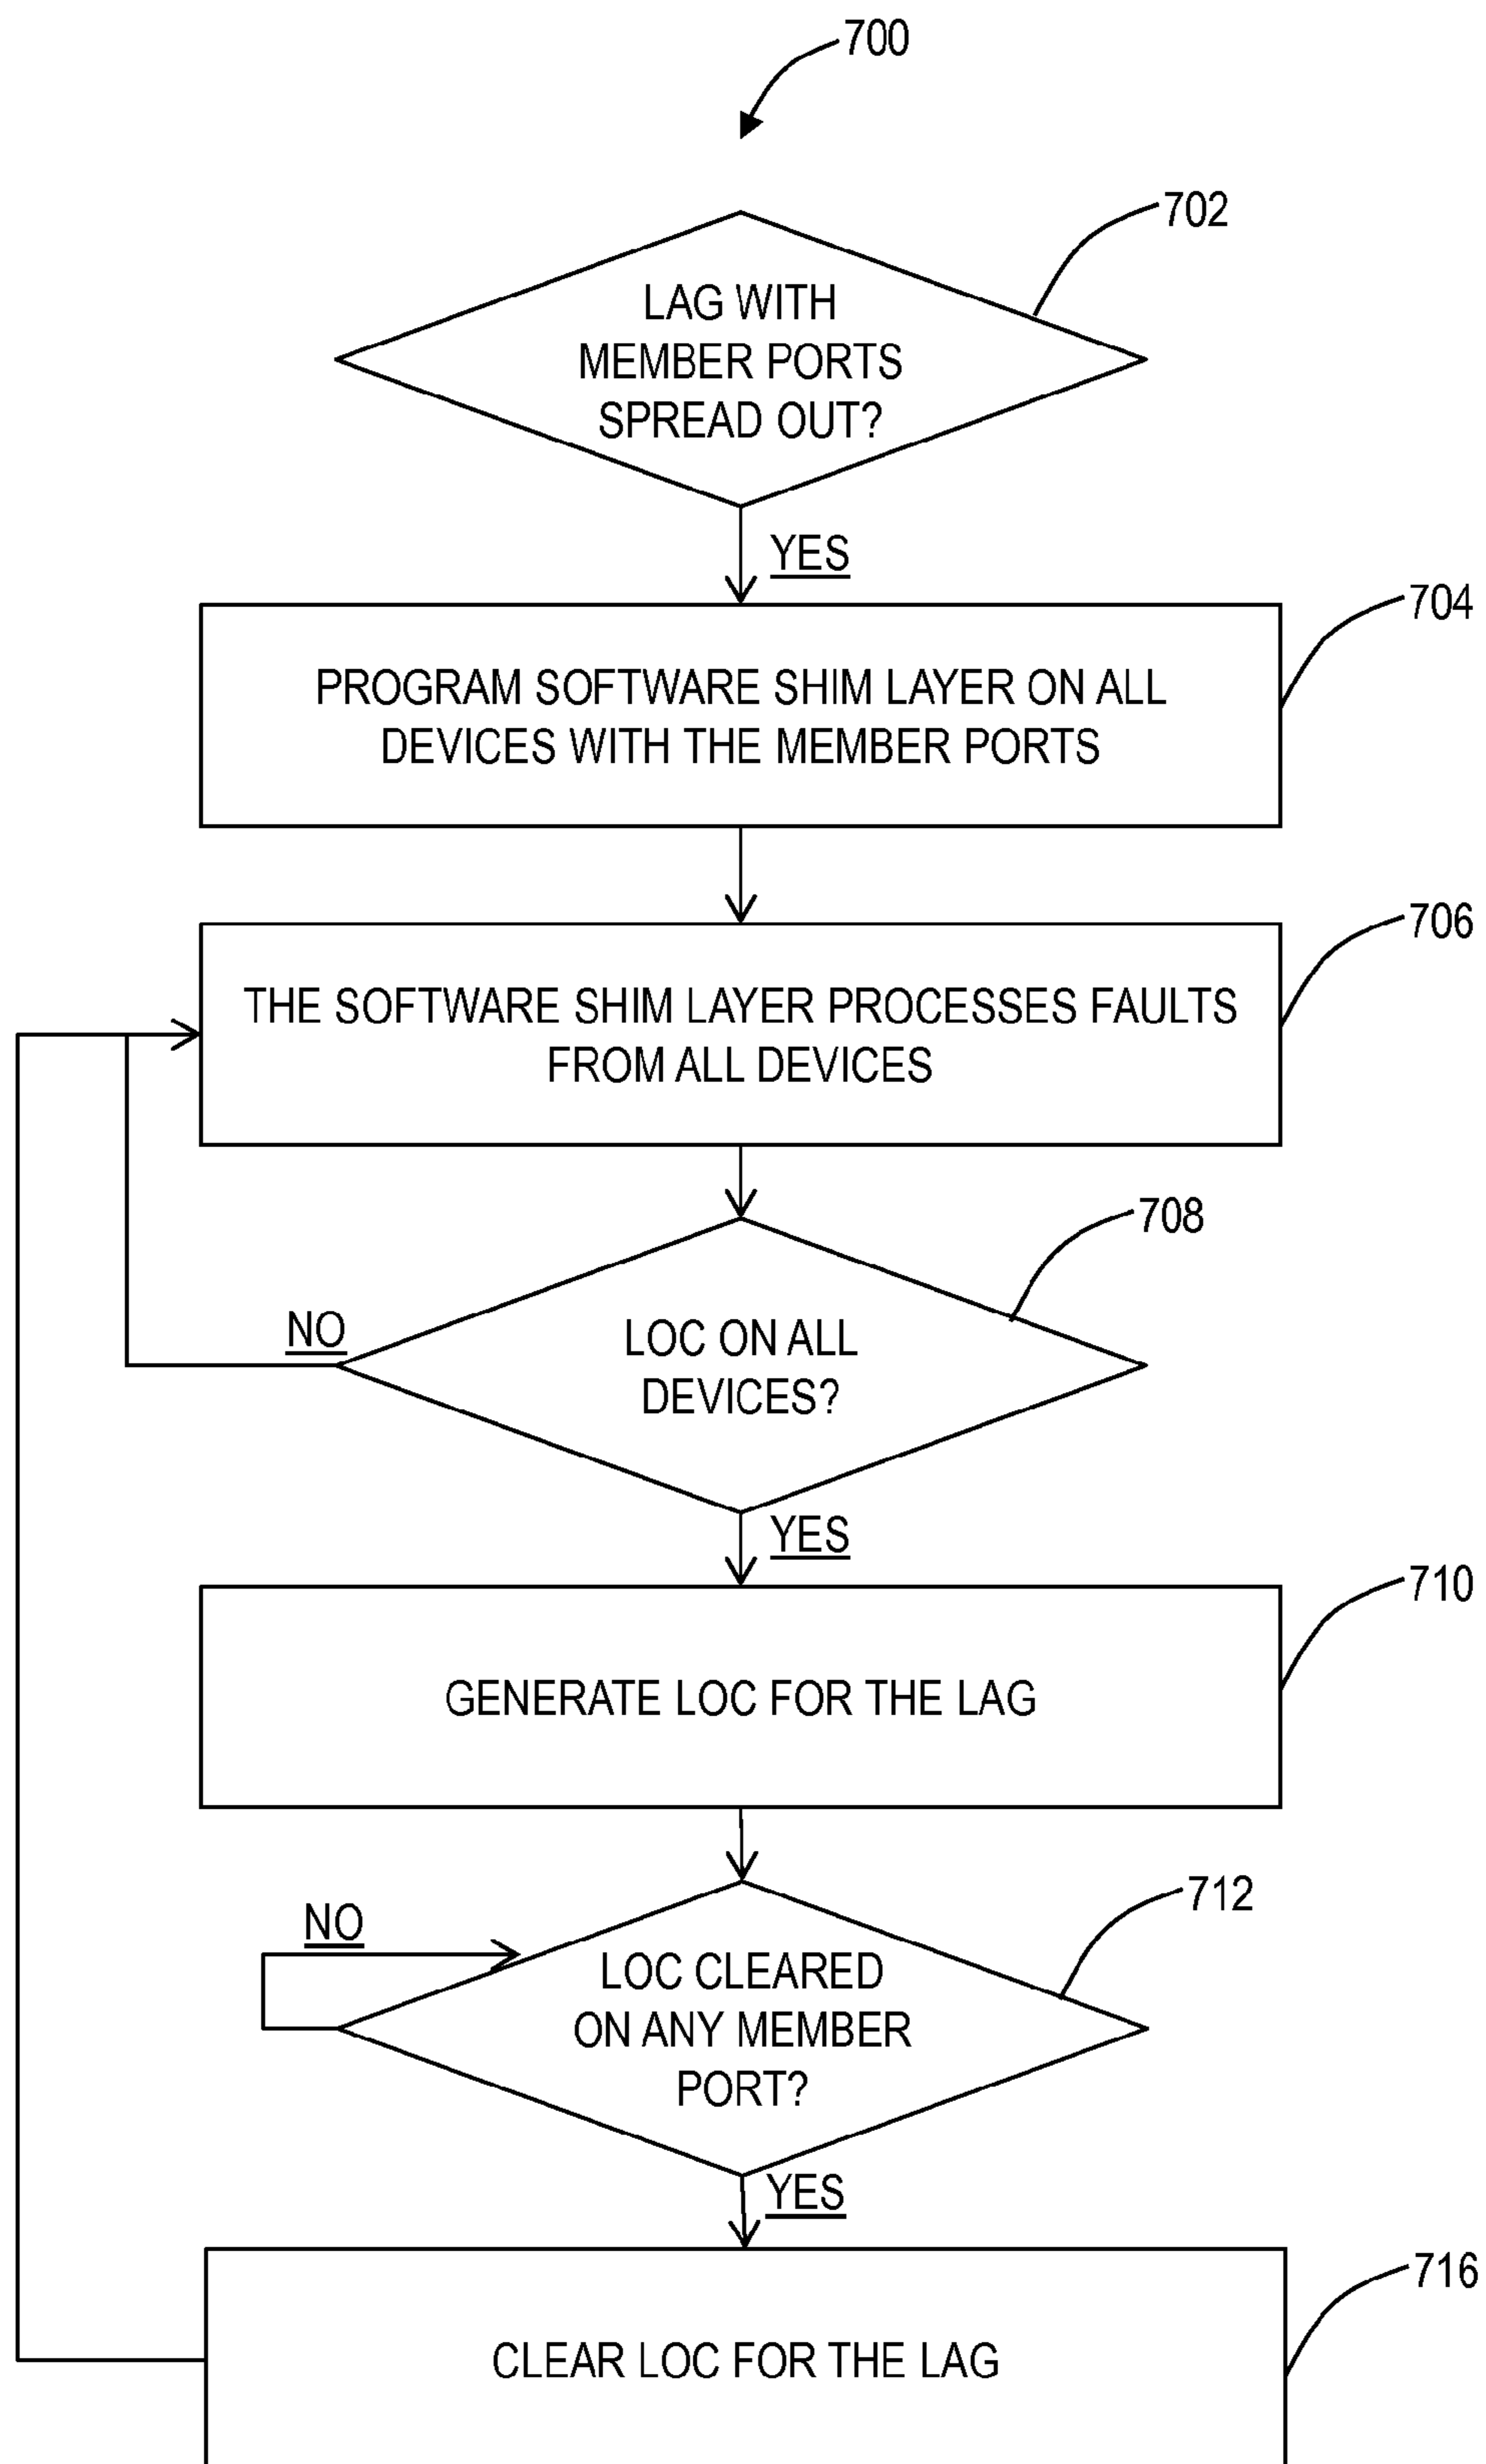 700
702
LAG WITH
MEMBER PORTS
SPREAD OUT?
YES
704
PROGRAM SOFTWARE SHIM LAYER ON ALL
DEVICES WITH THE MEMBER PORTS
706
THE SOFTWARE SHIM LAYER PROCESSES FAULTS
FROM ALL DEVICES
708
NO
LOC ON ALL
DEVICES?
YES
710
GENERATE LOC FOR THE LAG
712
NO
LOC CLEARED
ON ANY MEMBER
PORT?
YES
716
CLEAR LOC FOR THE LAG